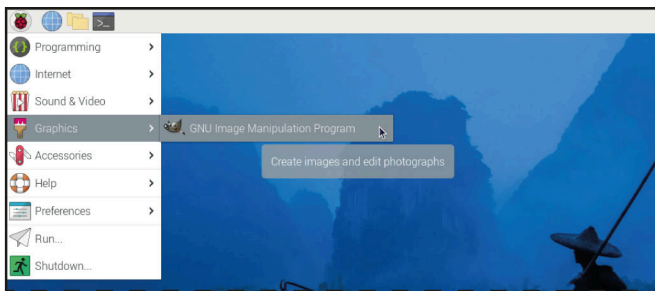 Programming
Internet
Sound & Video
Graphics
GNU Image Manipulation Program
Create images and edit photographs
Accessories
Help
Preferences
Run...
Shutdown...